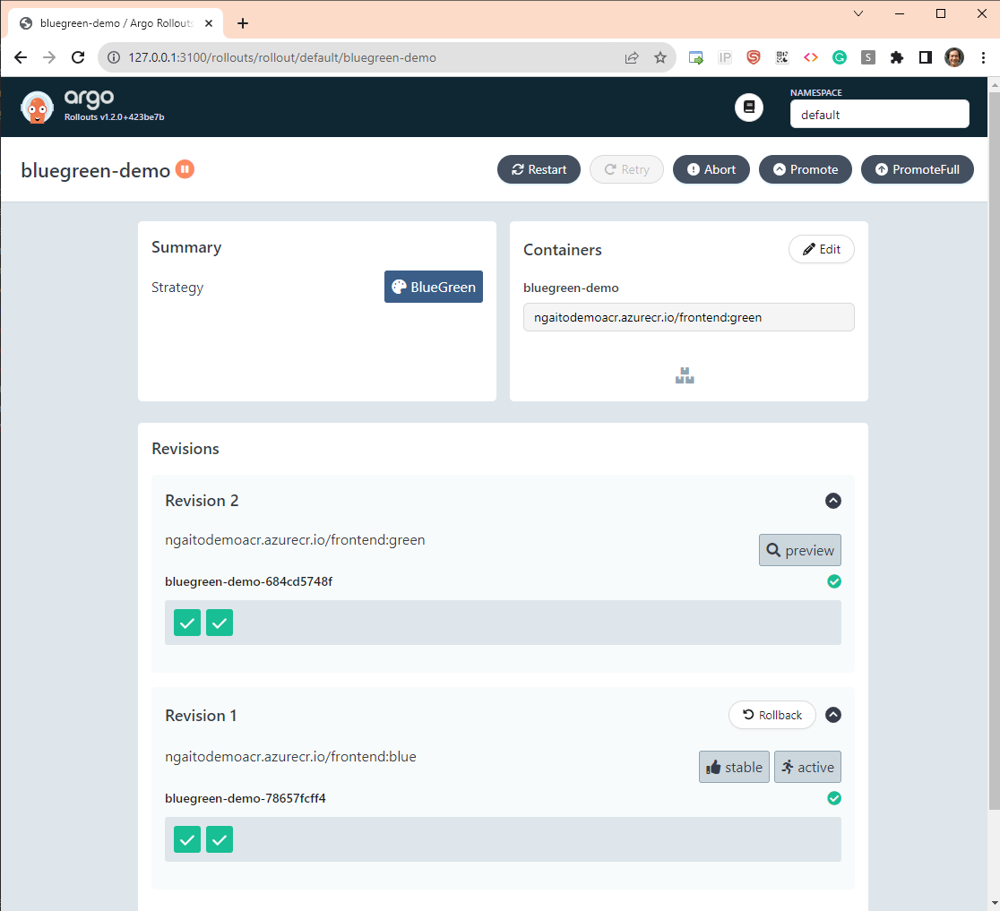 bluegreen-demo / Argo Rollouts
127.0.0.1:3100/rollouts/rollout/default/bluegreen-demo
IP
S
G
S
argo
Rollouts v1.2.0+423be7b
NAMESPACE
default
bluegreen-demo
Restart
Retry
Abort
Promote
PromoteFull
Summary
Strategy
BlueGreen
Containers
Edit
bluegreen-demo
ngaitodemoacr.azurecr.io/frontend:green
Revisions
Revision 2
ngaitodemoacr.azurecr.io/frontend:green
preview
bluegreen-demo-684cd5748f
Revision 1
Rollback
ngaitodemoacr.azurecr.io/frontend:blue
stable
active
bluegreen-demo-78657fcff4